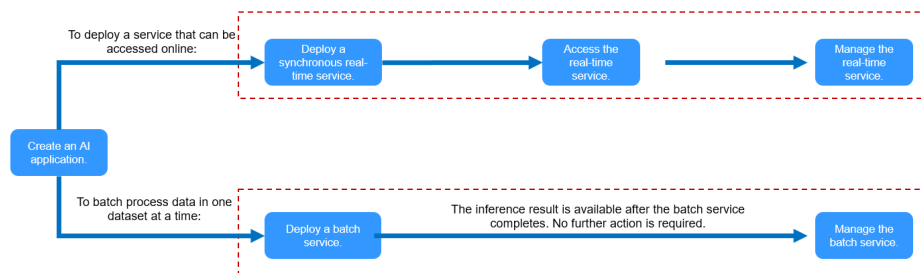 To deploy a service that can be
accessed online:
Deploy a
synchronous real-
time service.
Access the
real-time
service.
Manage the
real-time
service.
Create an AI
application.
To batch process data in one
dataset at a time:
Deploy a batch
service.
The inference result is available after the batch service
completes. No further action is required.
Manage the
batch service.